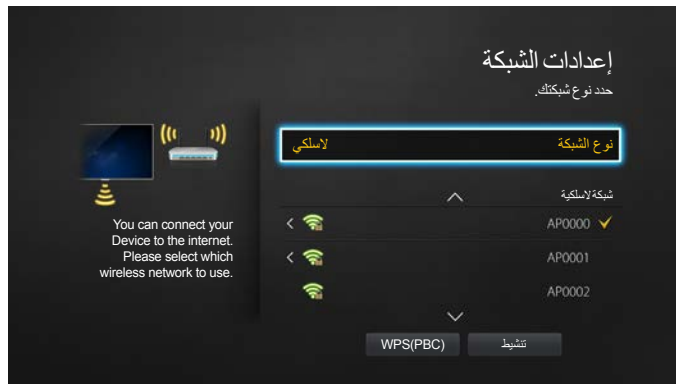 إعدادات الشبكة
حدد نوع شبكتك.
نوع الشبكة لاسلكي
شبكة لاسلكية
AP0000
AP0001
AP0002
تنشيط WPS(PBC)
You can connect your
Device to the internet.
Please select which
wireless network to use.